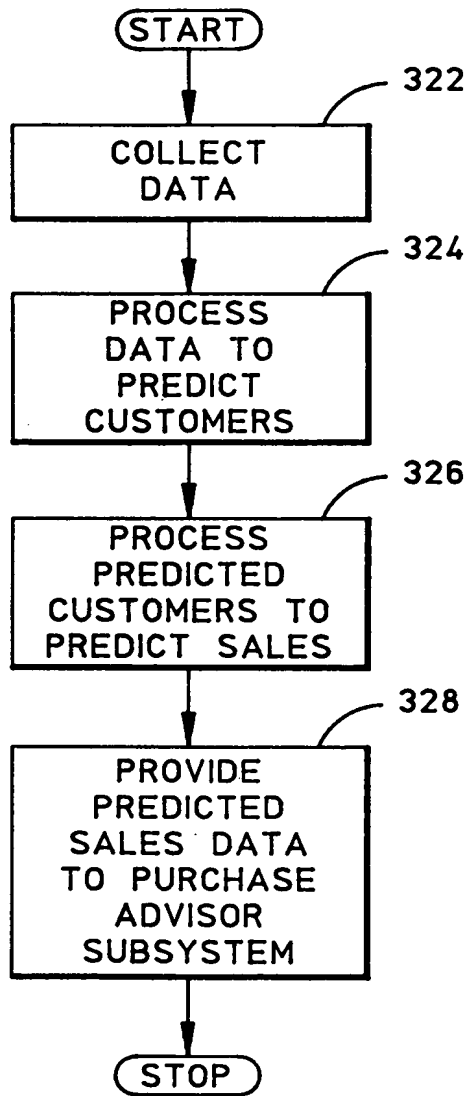 START
322
COLLECT
DATA
324
PROCESS
DATA TO
PREDICT
CUSTOMERS
326
PROCESS
PREDICTED
CUSTOMERS TO
PREDICT SALES
328
PROVIDE
PREDICTED
SALES DATA
TO PURCHASE
ADVISOR
SUBSYSTEM
STOP